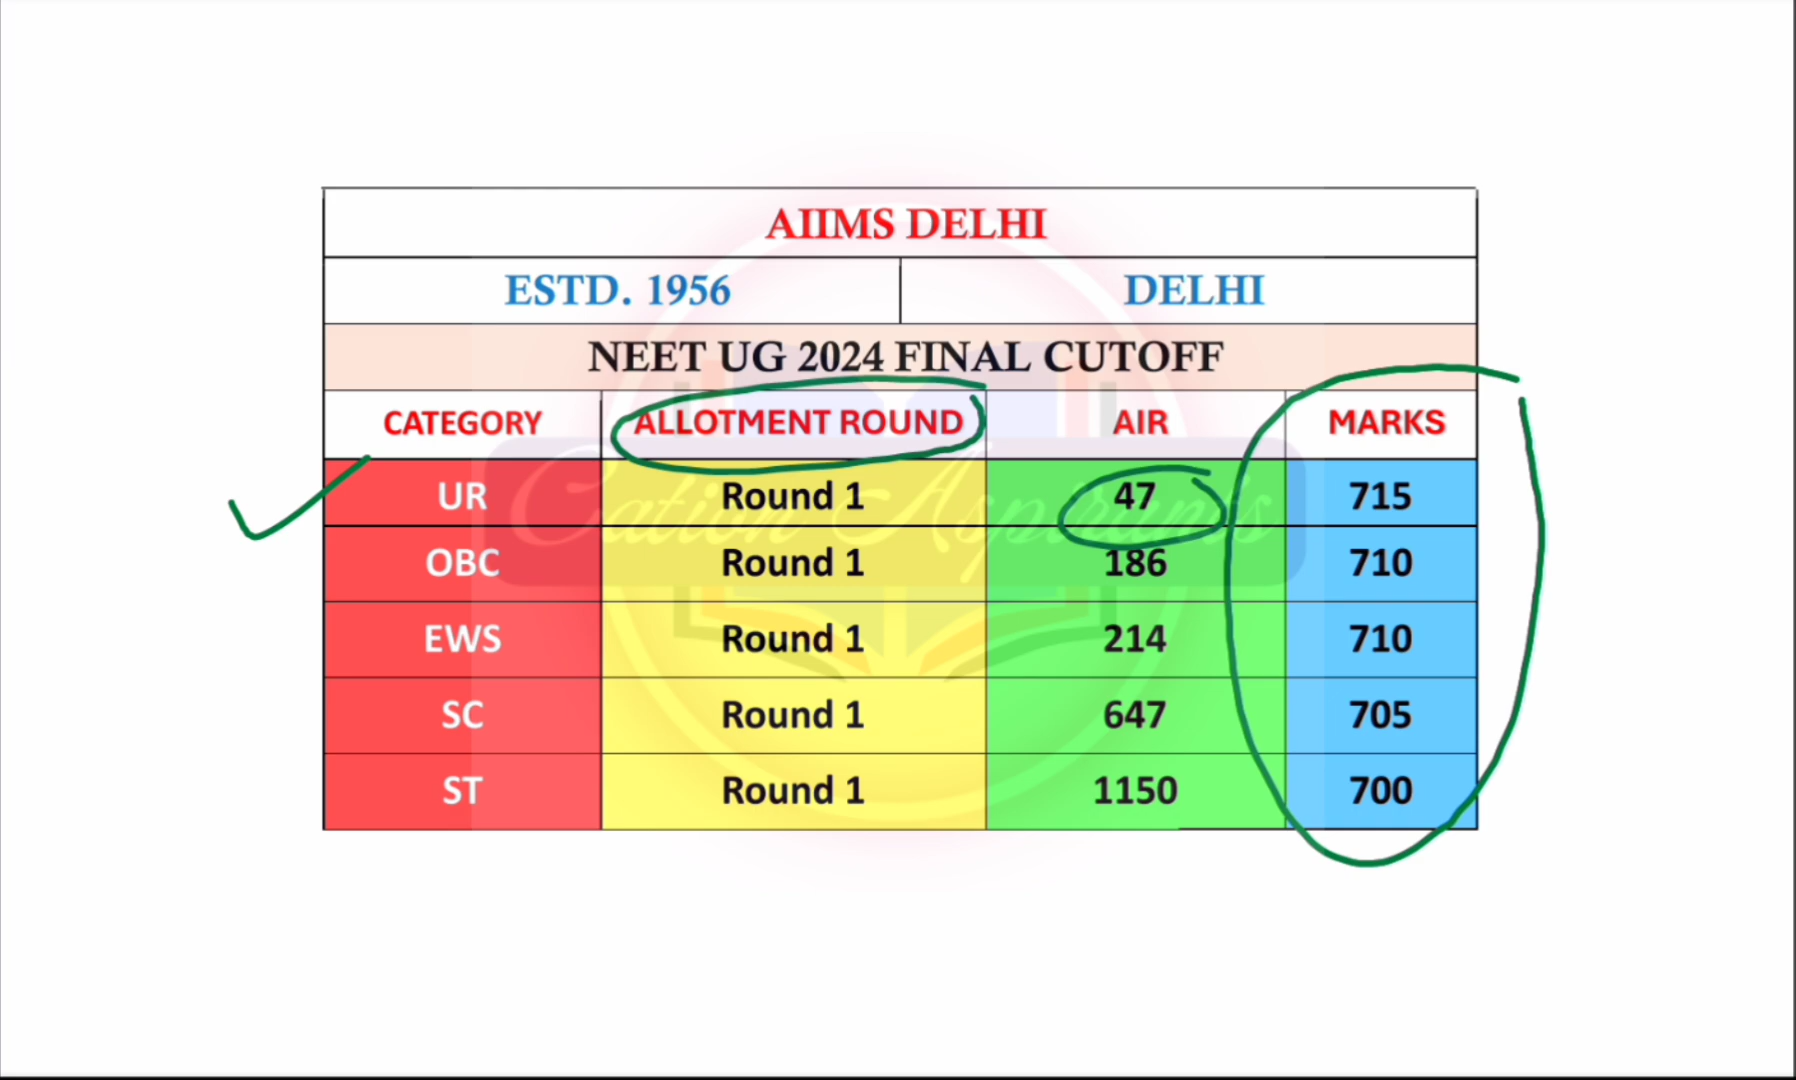 AIIMS DELHI
ESTD. 1956 DELHI
NEET UG 2024 FINAL CUTOFF
CATEGORY ALLOTMENT ROUND AIR MARKS
UR Round 1 47 715
OBC Round 1 186 710
EWS Round 1 214 710
SC Round 1 647 705
ST Round 1 1150 700
Cation Aspirants